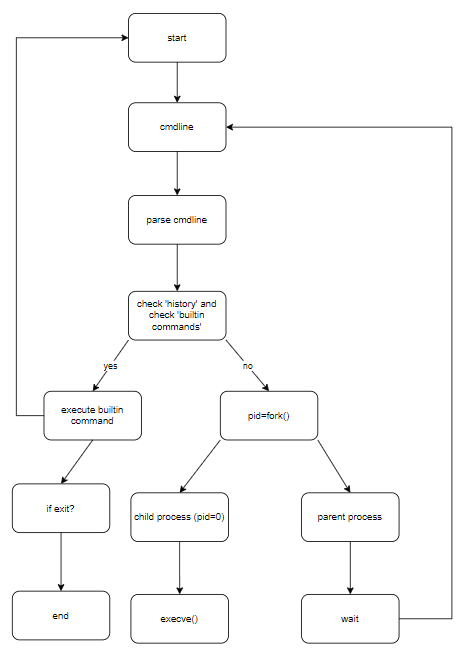 start
cmdline
parse cmdline
check 'history' and
check 'builtin
commands'
yes
no
execute builtin
command
pid=fork()
if exit?
child process (pid=0)
parent process
end
execve()
wait